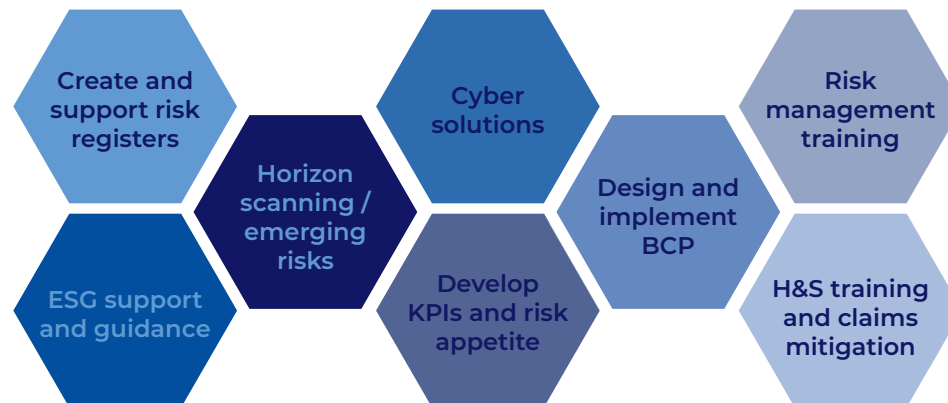 Create and
support risk
registers
ESG support
and guidance
Horizon
scanning /
emerging
risks
Cyber
solutions
Develop
KPIs and risk
appetite
Design and
implement
BCP
Risk
management
training
H&S training
and claims
mitigation